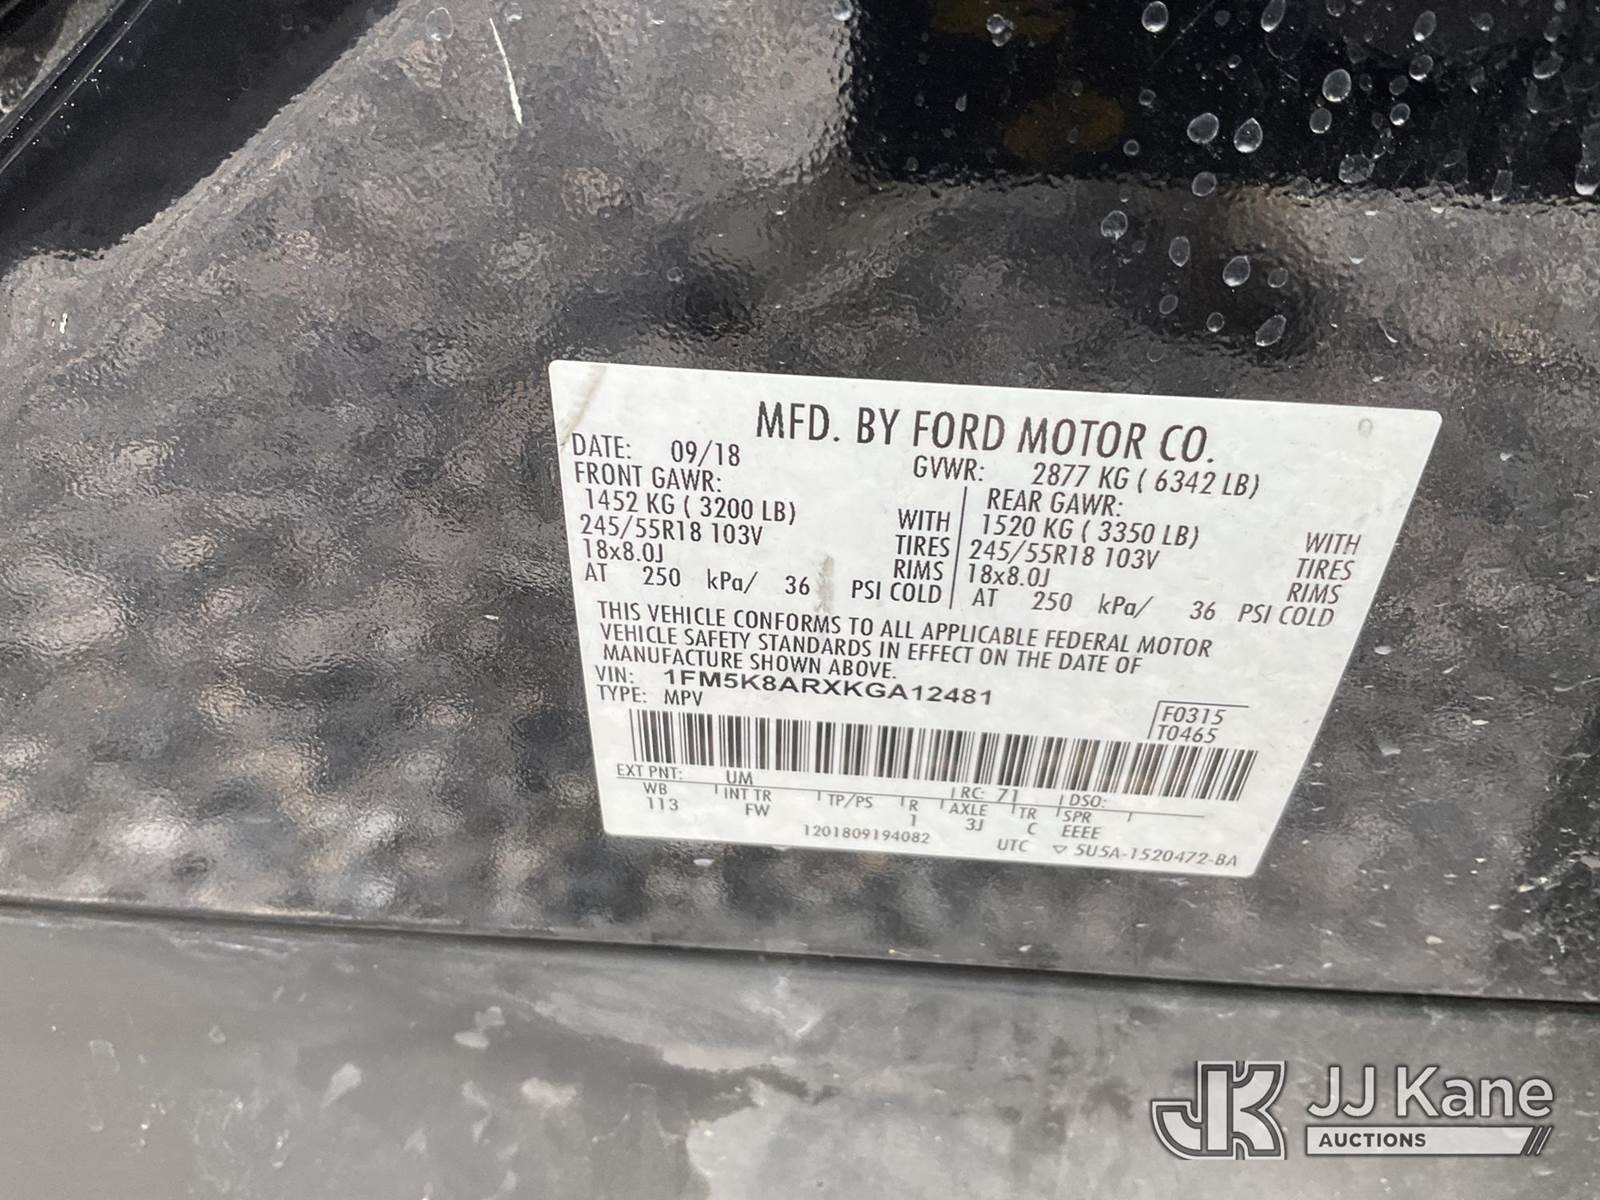 MFD. BY FORD MOTOR CO.
DATE: 09/18 GVWR: 2877 KG ( 6342 LB)
FRONT GAWR: REAR GAWR:
1452 KG ( 3200 LB) WITH 1520 KG ( 3350 LB) WITH
245/55R18 103V TIRES 245/55R18 103V TIRES
18x8.0J RIMS 18x8.0J RIMS
AT 250 kPa/ 36 PSI COLD AT 250 kPa/ 36 PSI COLD
THIS VEHICLE CONFORMS TO ALL APPLICABLE FEDERAL MOTOR
VEHICLE SAFETY STANDARDS IN EFFECT ON THE DATE OF
MANUFACTURE SHOWN ABOVE.
VIN: 1FM5K8ARXKGA12481
TYPE: MPV
F0315
T0465
EXT PNT: UM RC: 71 DSO:
WB INT TR TP/PS R AXLE TR SPR
113 FW 1 3J C EEEE
1201809194082 UTC ▽ 5U5A-1520472-BA
JK JJ Kane
AUCTIONS